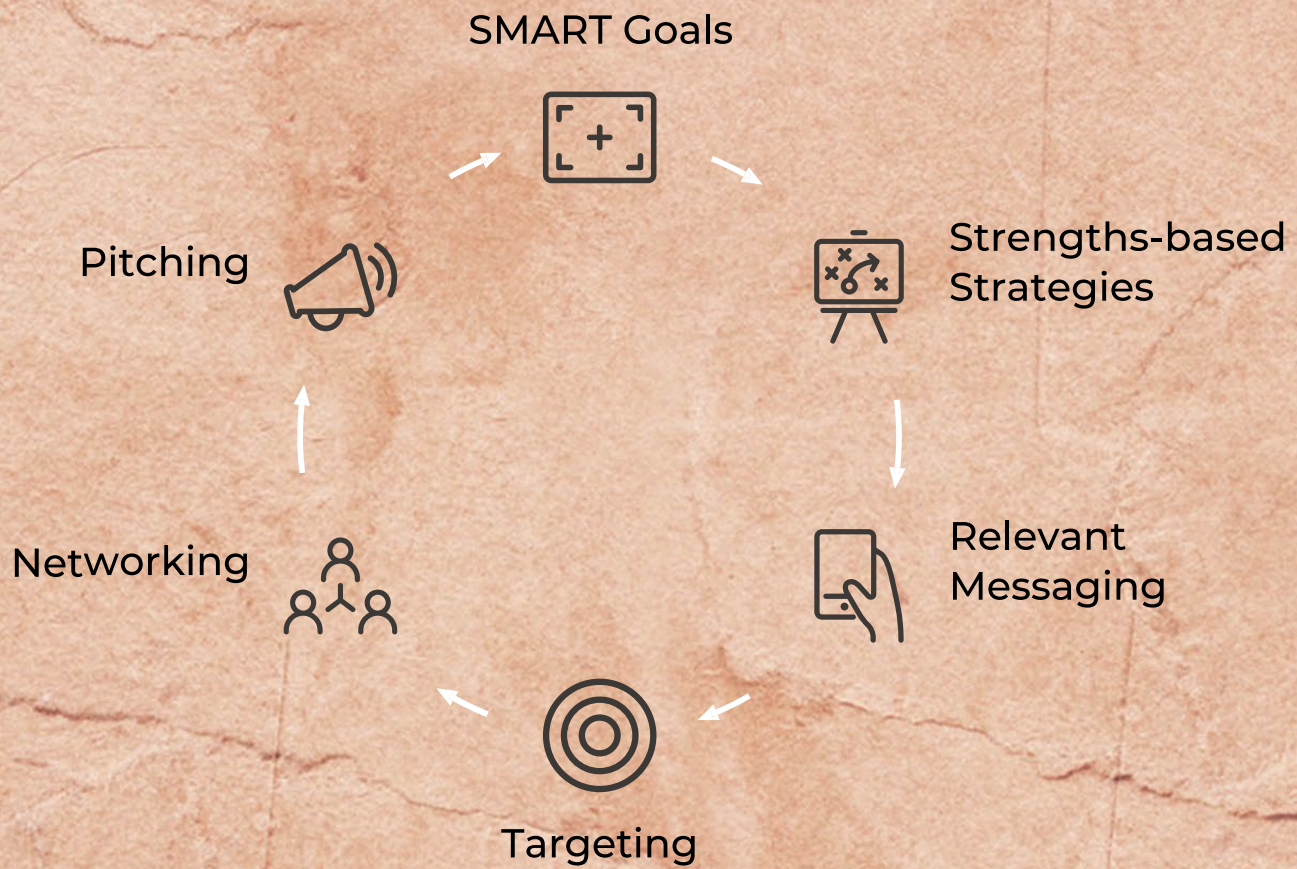 SMART Goals
Strengths-based
Strategies
Relevant
Messaging
Targeting
Networking
Pitching